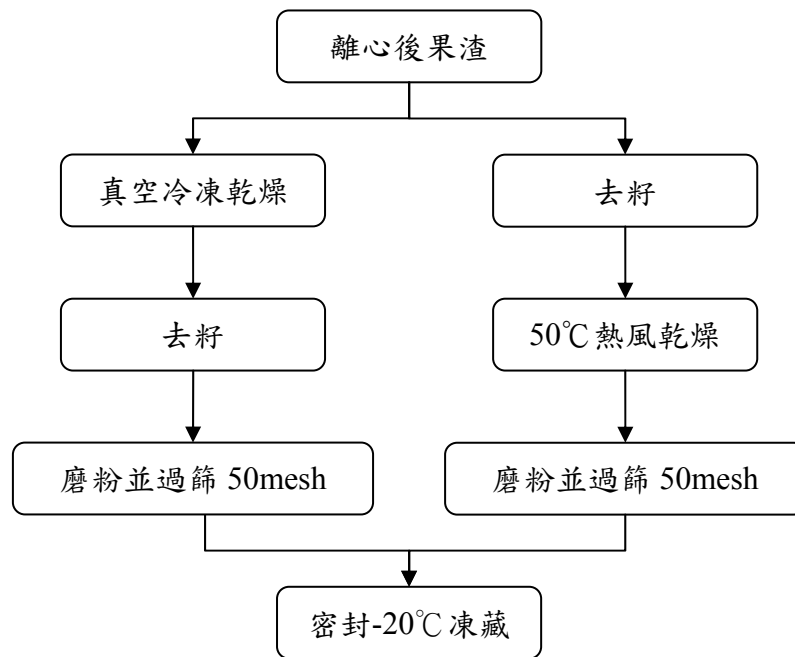 離心後果渣
真空冷凍乾燥
去籽
去籽
50℃熱風乾燥
磨粉並過篩 50mesh
磨粉並過篩 50mesh
密封-20℃凍藏